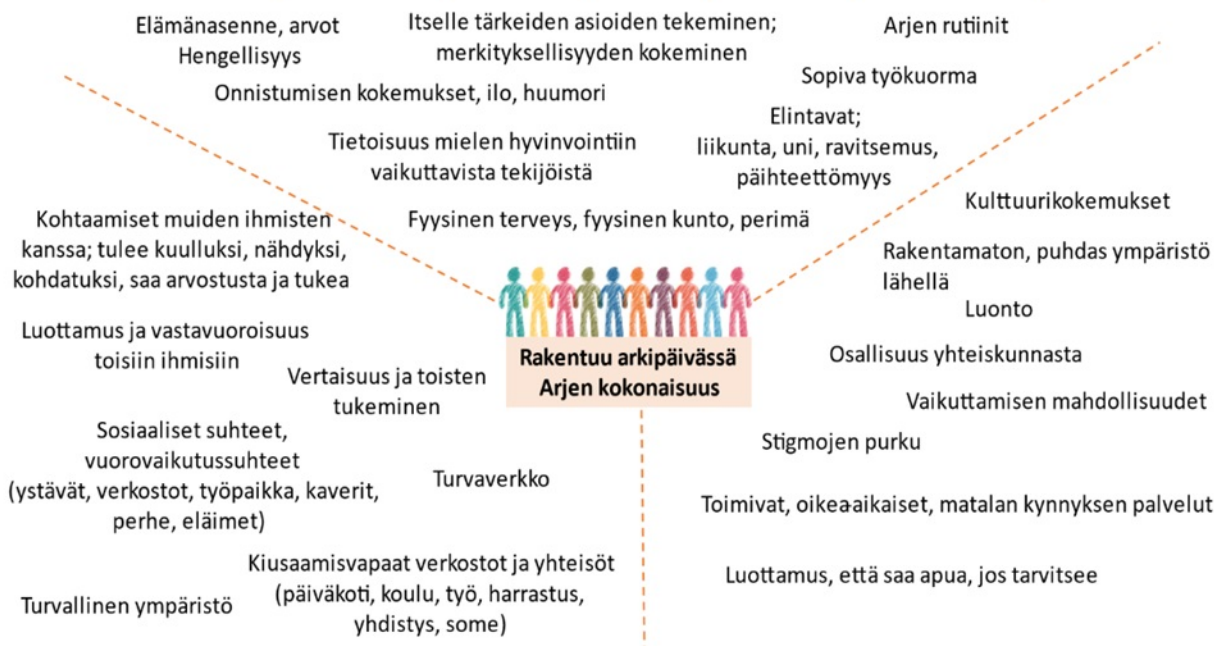 Elämänasenne, arvot
Hengellisyys
Itselle tärkeiden asioiden tekeminen;
merkityksellisyyden kokeminen
Arjen rutiinit
Sopiva työkuorma
Onnistumisen kokemukset, ilo, huumori
Elintavat;
liikunta, uni, ravitsemus,
päihteettömyys
Tietoisuus mielen hyvinvointiin
vaikuttavista tekijöistä
Fyysinen terveys, fyysinen kunto, perimä
Kohtaamiset muiden ihmisten
kanssa; tulee kuulluksi, nähdyksi,
kohdatuksi, saa arvostusta ja tukea
Luottamus ja vastavuoroisuus
toisiin ihmisiin
Vertaisuus ja toisten
tukeminen
Sosiaaliset suhteet,
vuorovaikutussuhteet
(ystävät, verkostot, työpaikka, kaverit,
perhe, eläimet)
Turvaverkko
Kiusaamisvapaat verkostot ja yhteisöt
(päiväkoti, koulu, työ, harrastus,
yhdistys, some)
Turvallinen ympäristö
Rakentuu arkipäivässä
Arjen kokonaisuus
Kulttuurikokemukset
Rakentamaton, puhdas ympäristö
lähellä
Luonto
Osallisuus yhteiskunnasta
Vaikuttamisen mahdollisuudet
Stigmojen purku
Toimivat, oikea-aikaiset, matalan kynnyksen palvelut
Luottamus, että saa apua, jos tarvitsee